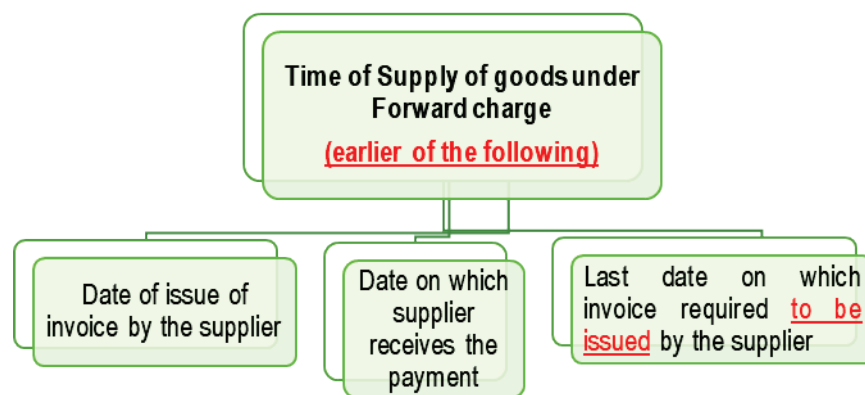 Time of Supply of goods under
Forward charge
(earlier of the following)
Date of issue of
invoice by the supplier
Date on which
supplier
receives the
payment
Last date on which
invoice required to be
issued by the supplier